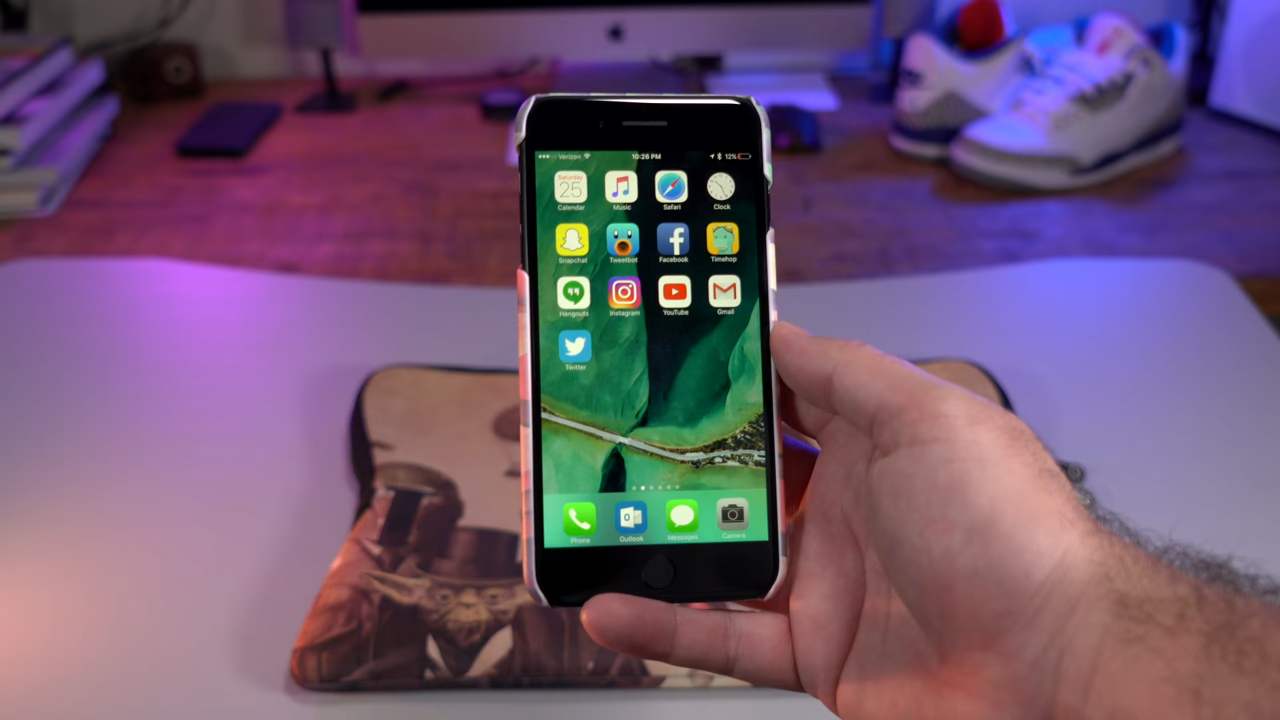 Verizon 10:26 PM 12%
Saturday
25
Calendar Music Safari Clock
Snapchat Tweetbot Facebook Timehop
Hangouts Instagram YouTube Gmail
Twitter
Phone Outlook Messages Camera